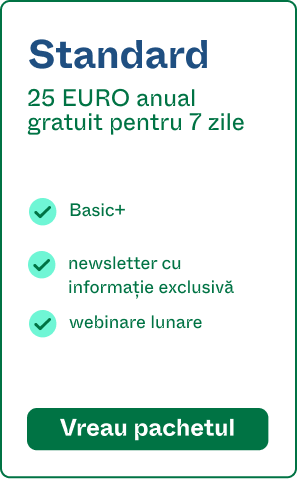 Standard
25 EURO anual
gratuit pentru 7 zile
Basic+
newsletter cu
informație exclusivă
webinare lunare
Vreau pachetul